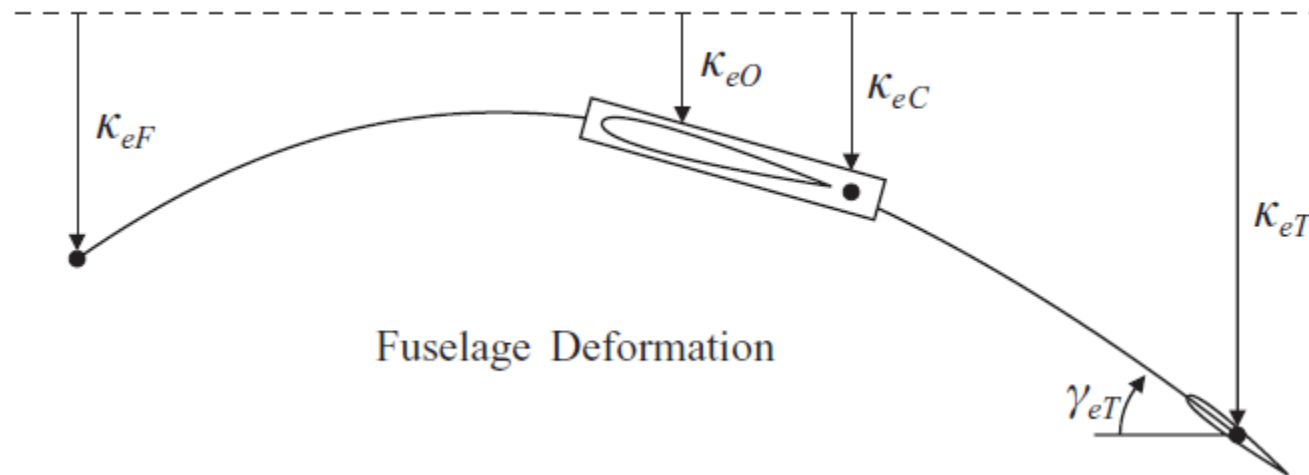 κeF
κeO
κeC
κeT
Fuselage Deformation
γeT